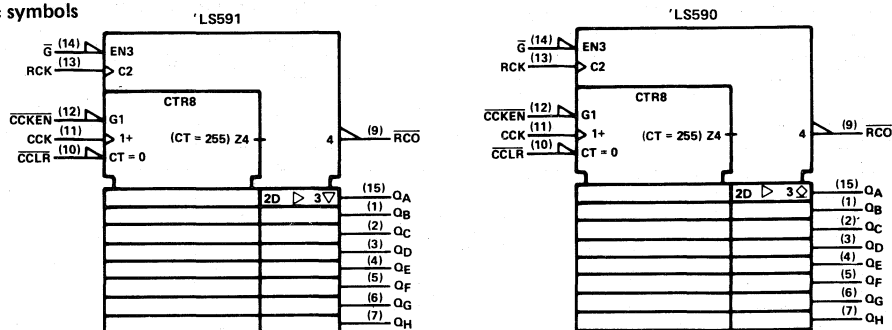 c symbols
'LS591
G (14) EN3
RCK (13) C2
CTR8
CCKEN (12) G1
CCK (11) 1+ (CT = 255) Z4 4 (9) RCO
CCLR (10) CT = 0
2D ▷ 3▽ (15) QA
(1) QB
(2) QC
(3) QD
(4) QE
(5) QF
(6) QG
(7) QH
'LS590
G (14) EN3
RCK (13) C2
CTR8
CCKEN (12) G1
CCK (11) 1+ (CT = 255) Z4 4 (9) RCO
CCLR (10) CT = 0
2D ▷ 3◇ (15) QA
(1) QB
(2) QC
(3) QD
(4) QE
(5) QF
(6) QG
(7) QH